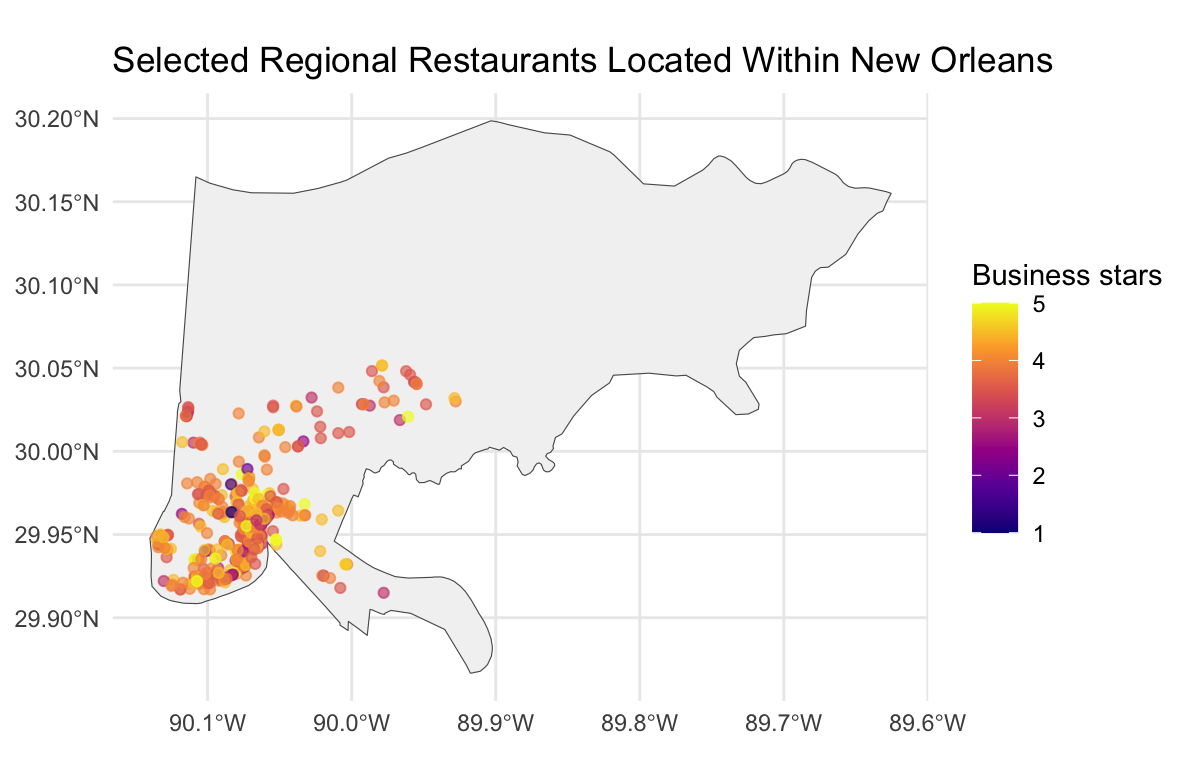 Selected Regional Restaurants Located Within New Orleans
30.20°N
30.15°N
30.10°N
30.05°N
30.00°N
29.95°N
29.90°N
90.1°W 90.0°W 89.9°W 89.8°W 89.7°W 89.6°W
Business stars
5
4
3
2
1